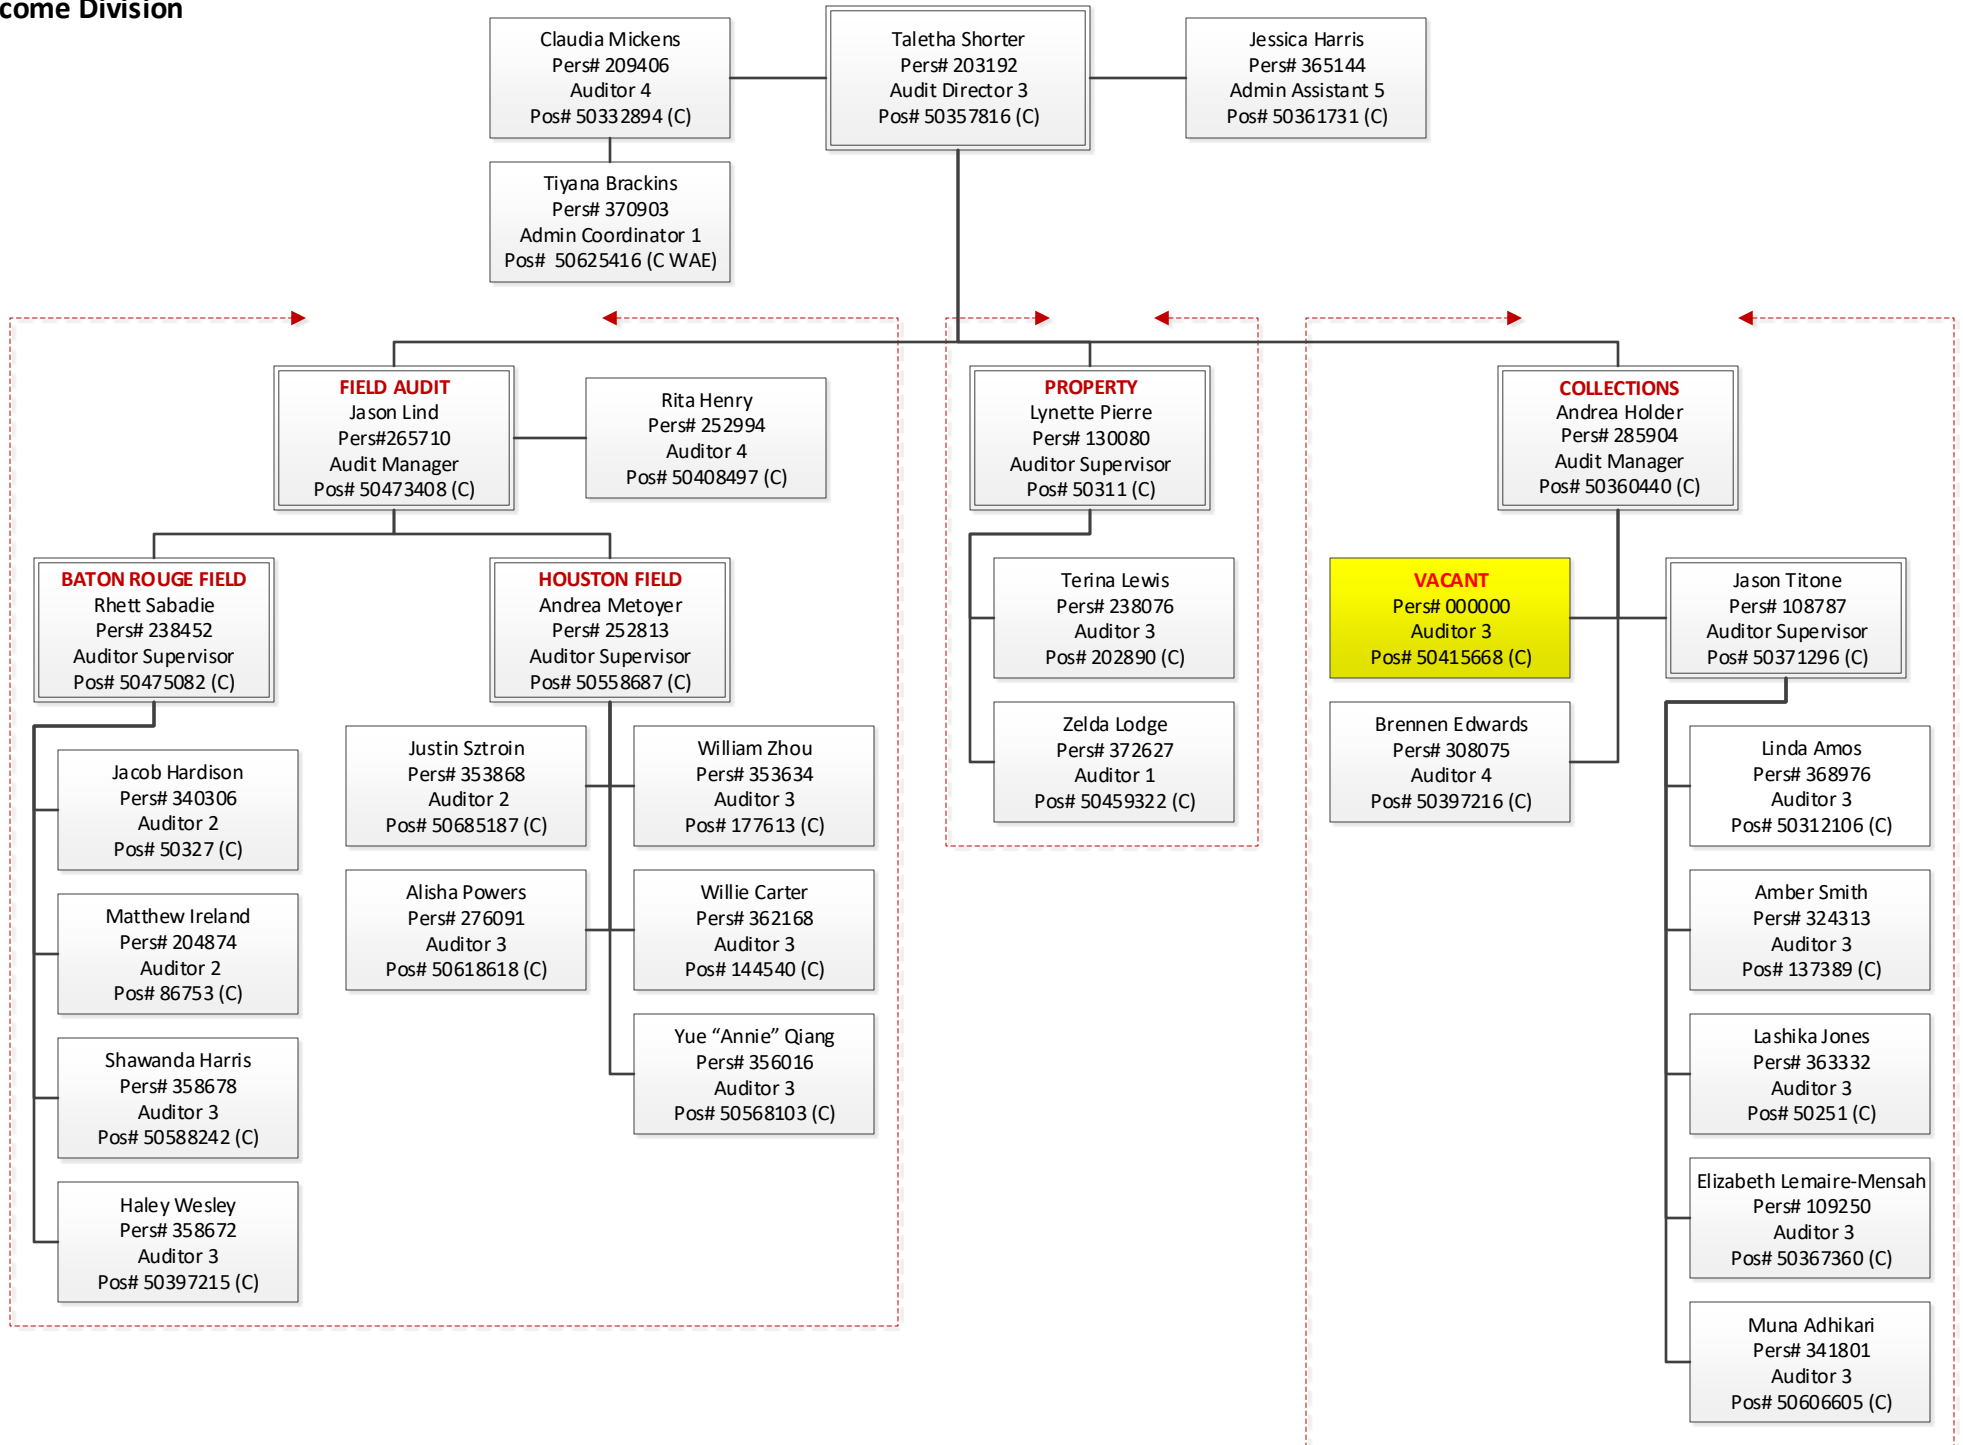 come Division
Claudia Mickens
Pers# 209406
Auditor 4
Pos# 50332894 (C)
Taletha Shorter
Pers# 203192
Audit Director 3
Pos# 50357816 (C)
Jessica Harris
Pers# 365144
Admin Assistant 5
Pos# 50361731 (C)
Tiyana Brackins
Pers# 370903
Admin Coordinator 1
Pos#  50625416 (C WAE)
FIELD AUDIT
Jason Lind
Pers#265710
Audit Manager
Pos# 50473408 (C)
Rita Henry
Pers# 252994
Auditor 4
Pos# 50408497 (C)
PROPERTY
Lynette Pierre
Pers# 130080
Auditor Supervisor
Pos# 50311 (C)
COLLECTIONS
Andrea Holder
Pers# 285904
Audit Manager
Pos# 50360440 (C)
BATON ROUGE FIELD
Rhett Sabadie
Pers# 238452
Auditor Supervisor
Pos# 50475082 (C)
HOUSTON FIELD
Andrea Metoyer
Pers# 252813
Auditor Supervisor
Pos# 50558687 (C)
Terina Lewis
Pers# 238076
Auditor 3
Pos# 202890 (C)
VACANT
Pers# 000000
Auditor 3
Pos# 50415668 (C)
Jason Titone
Pers# 108787
Auditor Supervisor
Pos# 50371296 (C)
Jacob Hardison
Pers# 340306
Auditor 2
Pos# 50327 (C)
Matthew Ireland
Pers# 204874
Auditor 2
Pos# 86753 (C)
Shawanda Harris
Pers# 358678
Auditor 3
Pos# 50588242 (C)
Haley Wesley
Pers# 358672
Auditor 3
Pos# 50397215 (C)
Justin Sztroin
Pers# 353868
Auditor 2
Pos# 50685187 (C)
William Zhou
Pers# 353634
Auditor 3
Pos# 177613 (C)
Alisha Powers
Pers# 276091
Auditor 3
Pos# 50618618 (C)
Willie Carter
Pers# 362168
Auditor 3
Pos# 144540 (C)
Yue “Annie” Qiang
Pers# 356016
Auditor 3
Pos# 50568103 (C)
Zelda Lodge
Pers# 372627
Auditor 1
Pos# 50459322 (C)
Brennen Edwards
Pers# 308075
Auditor 4
Pos# 50397216 (C)
Linda Amos
Pers# 368976
Auditor 3
Pos# 50312106 (C)
Amber Smith
Pers# 324313
Auditor 3
Pos# 137389 (C)
Lashika Jones
Pers# 363332
Auditor 3
Pos# 50251 (C)
Elizabeth Lemaire-Mensah
Pers# 109250
Auditor 3
Pos# 50367360 (C)
Muna Adhikari
Pers# 341801
Auditor 3
Pos# 50606605 (C)